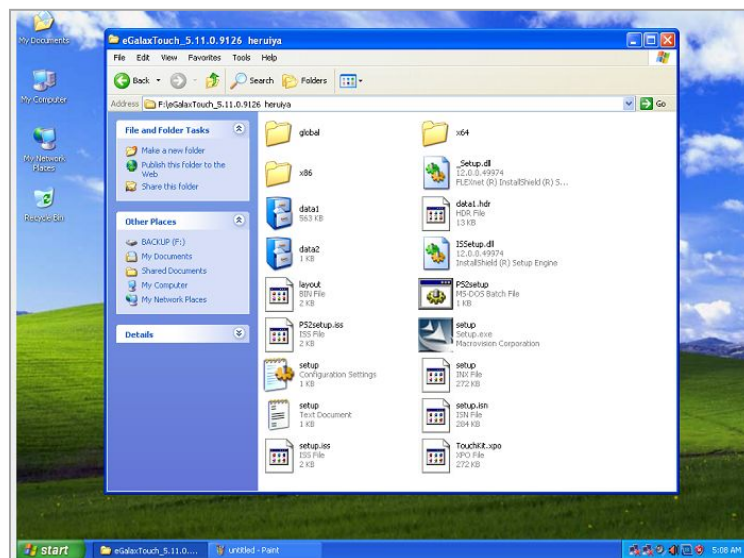 My Documents
My Computer
My Network
Places
Recycle Bin
eGalaxTouch_5.11.0.9126 heruiya
File Edit View Favorites Tools Help
Back Search Folders
Address F:\eGalaxTouch_5.11.0.9126 heruiya Go
File and Folder Tasks
Make a new folder
Publish this folder to the
Web
Share this folder
Other Places
BACKUP (F:)
My Documents
Shared Documents
My Computer
My Network Places
Details
global
x64
x86
_Setup.dll
12.0.0.49974
FLEXnet (R) InstallShield (R) S...
data1
563 KB
data1.hdr
HDR File
13 KB
data2
1 KB
ISSetup.dll
12.0.0.49974
InstallShield (R) Setup Engine
layout
BIN File
2 KB
PS2setup
MS-DOS Batch File
1 KB
PS2setup.iss
ISS File
2 KB
setup
Setup.exe
Macrovision Corporation
setup
Configuration Settings
1 KB
setup
INX File
272 KB
setup
Text Document
1 KB
setup.isn
ISN File
284 KB
setup.iss
ISS File
2 KB
TouchKit.xpo
XPO File
272 KB
start eGalaxTouch_5.11.0.... untitled - Paint 5:08 AM